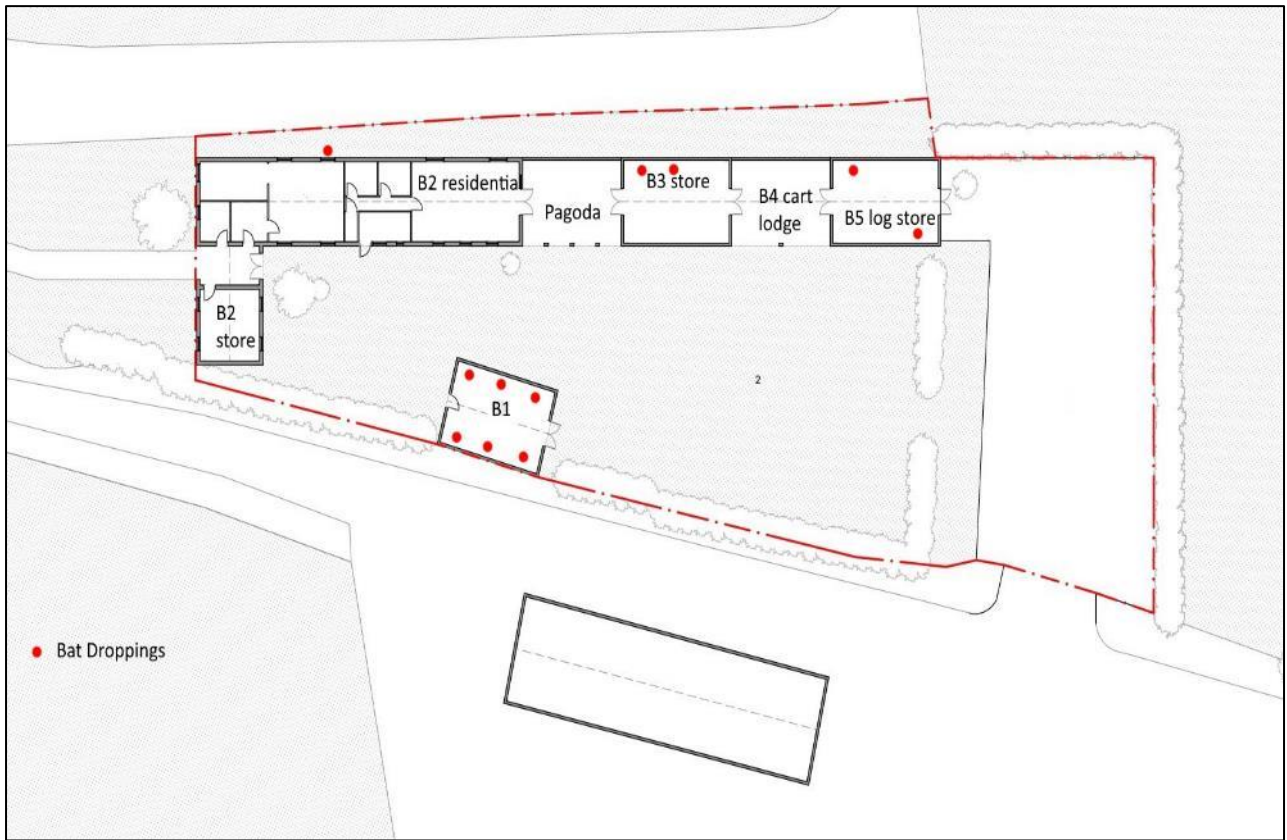 B2 residential
B3 store
B4 cart
lodge
Pagoda
B5 log store
B2
store
B1
2
Bat Droppings